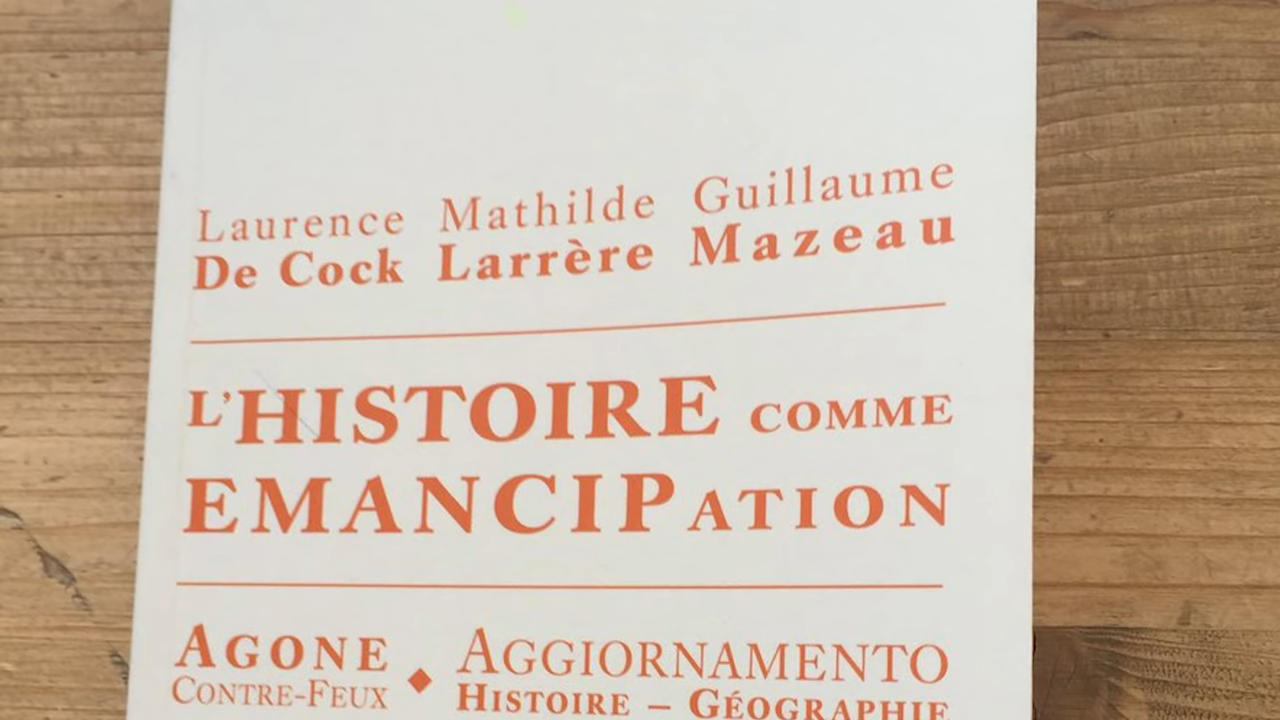 Laurence Mathilde Guillaume
De Cock Larrère Mazeau
L'HISTOIRE COMME
EMANCIPATION
AGONE ◆ AGGIORNAMENTO
CONTRE-FEUX HISTOIRE – GÉOGRAPHIE